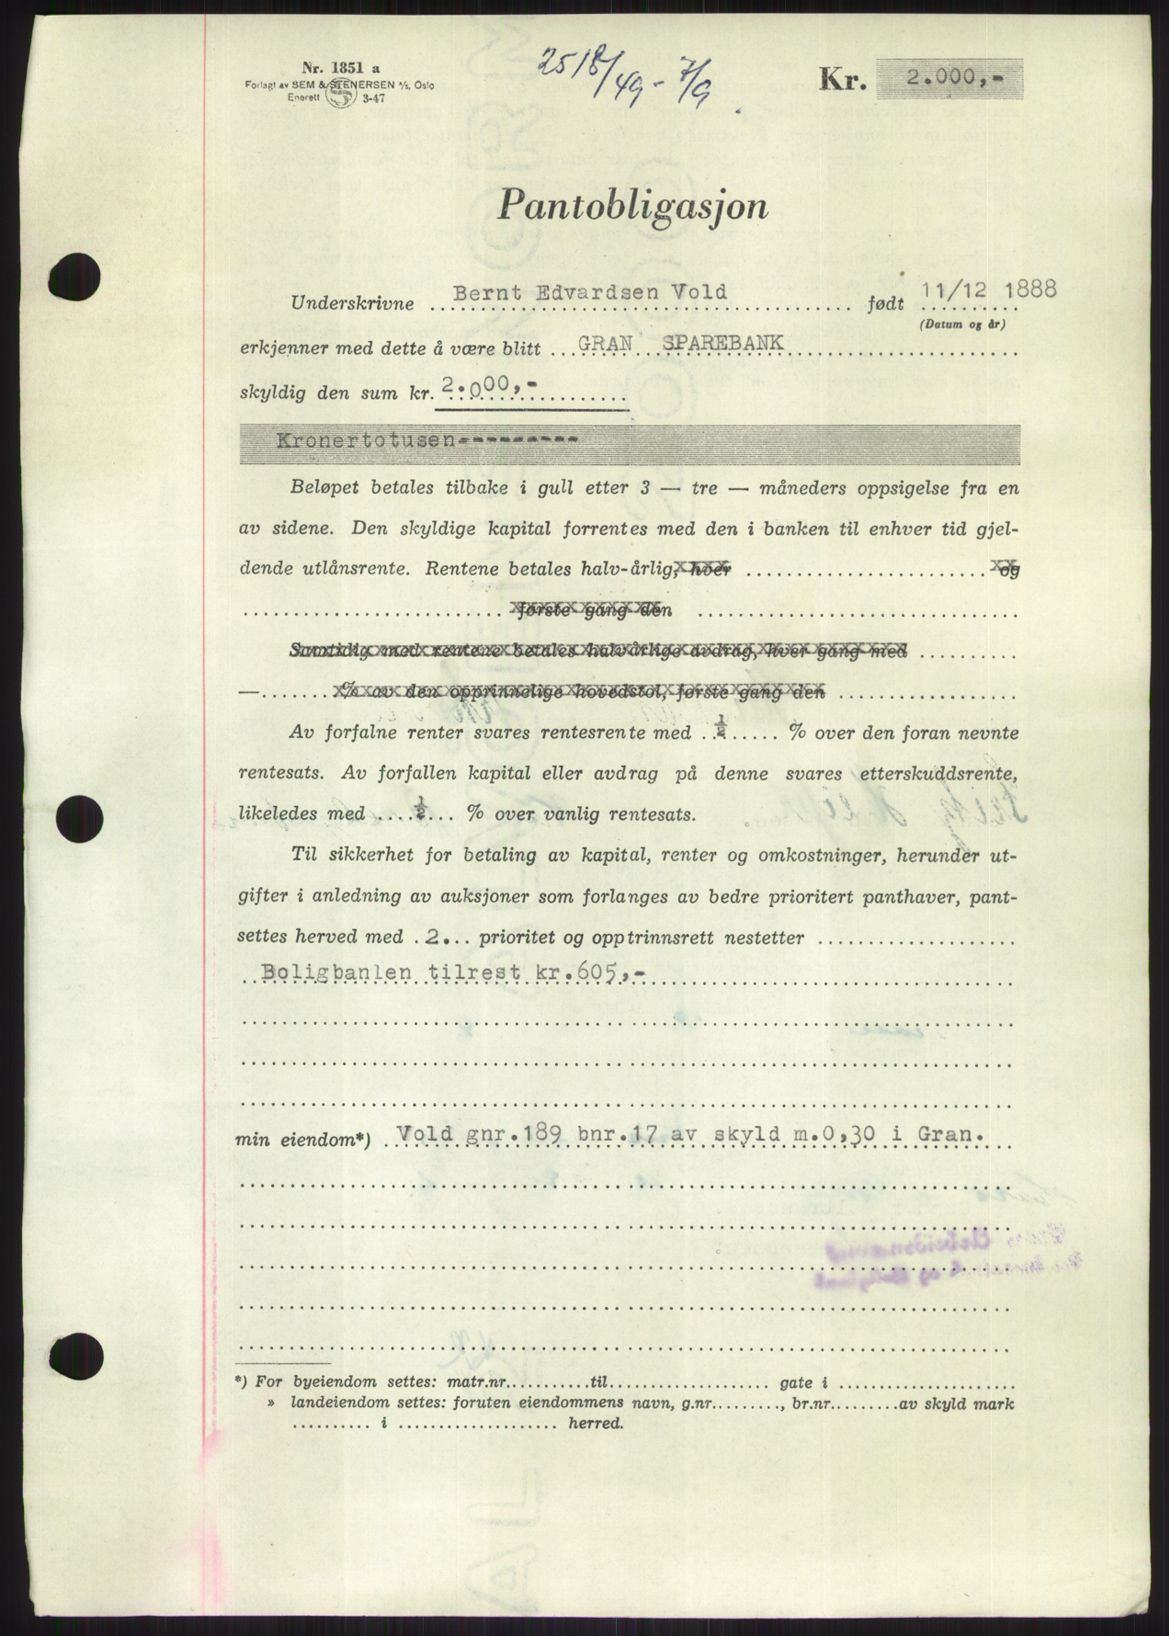 Nr. 1851 a
Forlagt av SEM & STENERSEN A/S, Oslo
Enerett 3-47
2518/49 - 7/9
Kr. 2.000,-
Pantobligasjon
Underskrivne Bernt Edvardsen Vold født 11/12 1888
(Datum og år)
erkjenner med dette å være blitt GRAN SPAREBANK
skyldig den sum kr. 2.000,-
Kronertotusen----------
Beløpet betales tilbake i gull etter 3 — tre — måneders oppsigelse fra en
av sidene. Den skyldige kapital forrentes med den i banken til enhver tid gjel-
dende utlånsrente. Rentene betales halv-årlig, hver og
første gang den
Samtidig med rentene betales halvårlige avdrag, hver gang med
— % av den opprinnelige hovedstol, første gang den
Av forfalne renter svares rentesrente med ½ % over den foran nevnte
rentesats. Av forfallen kapital eller avdrag på denne svares etterskuddsrente,
likeledes med ½ % over vanlig rentesats.
Til sikkerhet for betaling av kapital, renter og omkostninger, herunder ut-
gifter i anledning av auksjoner som forlanges av bedre prioritert panthaver, pant-
settes herved med 2. prioritet og opptrinnsrett nestetter
Boligbanlen tilrest kr.605,-
min eiendom*) Vold gnr.189 bnr.17 av skyld m.0,30 i Gran.
*) For byeiendom settes: matr.nr. til gate i
» landeiendom settes: foruten eiendommens navn, g.nr. , br.nr. av skyld mark
i herred.